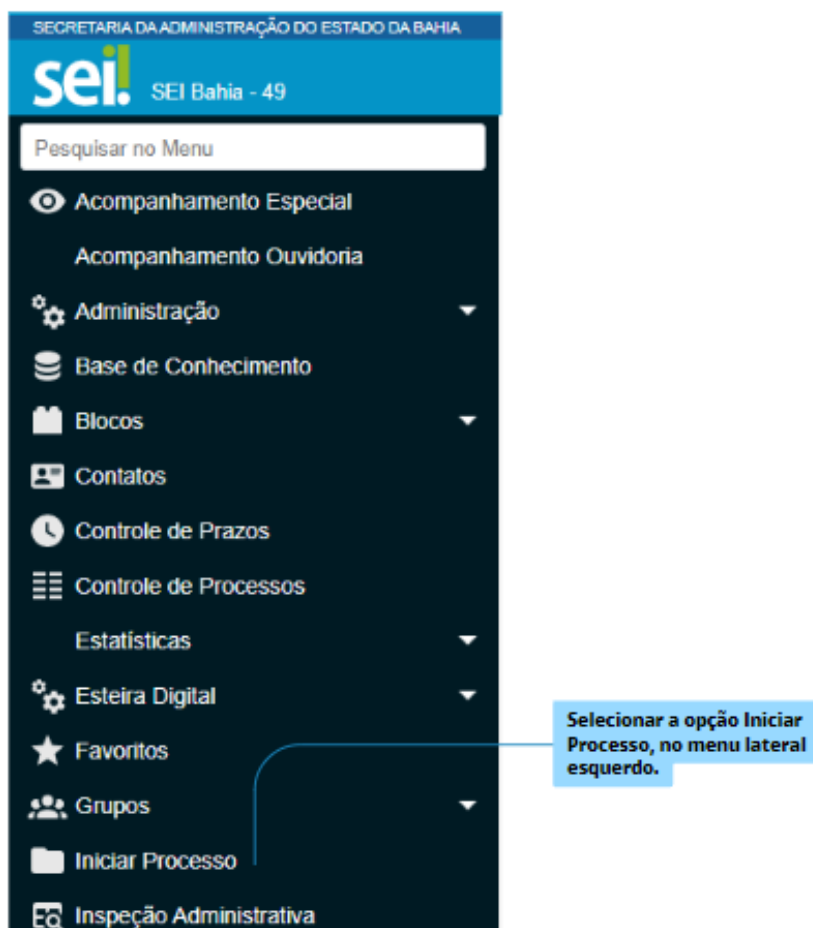 SECRETARIA DA ADMINISTRAÇÃO DO ESTADO DA BAHIA
sei!
SEI Bahia - 49
Pesquisar no Menu
Acompanhamento Especial
Acompanhamento Ouvidoria
Administração
Base de Conhecimento
Blocos
Contatos
Controle de Prazos
Controle de Processos
Estatísticas
Esteira Digital
Favoritos
Grupos
Iniciar Processo
Inspeção Administrativa
Selecionar a opção Iniciar
Processo, no menu lateral
esquerdo.